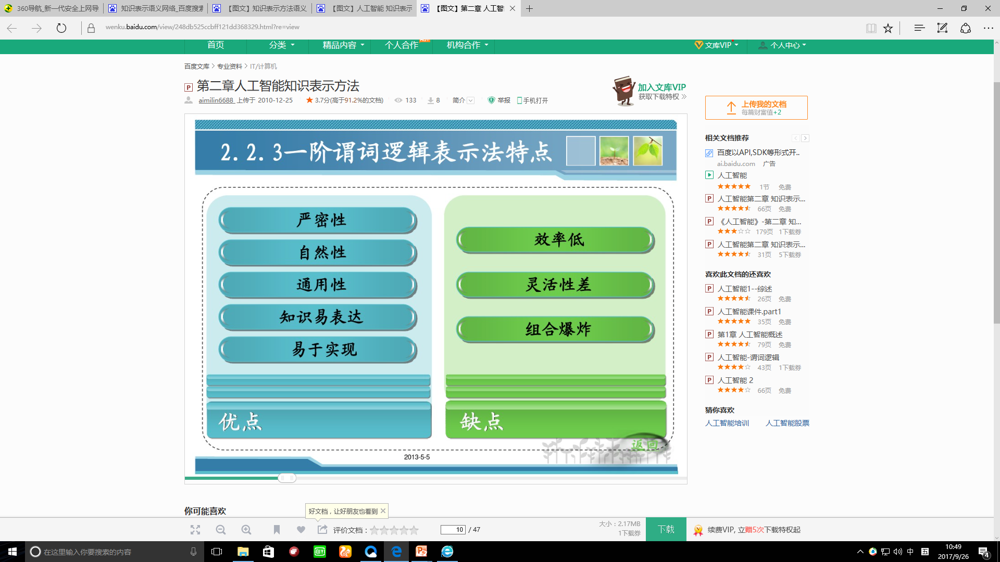 360导航_新一代安全上网导
知识表示语义网络_百度搜索
【图文】知识表示方法语义
【图文】人工智能 知识表示
【图文】第二章 人工智
wenku.baidu.com/view/248db525ccbff121dd368329.html?re=view
首页
分类
精品内容
个人合作
机构合作
文库VIP
个人中心
百度文库 > 专业资料 > IT/计算机
第二章人工智能知识表示方法
aimilin6688 上传于 2010-12-25
3.7分(高于91.2%的文档)
133
8
简介
举报
手机打开
加入文库VIP
获取下载特权
上传我的文档
每篇财富值+2
2.2.3一阶谓词逻辑表示法特点
严密性
自然性
通用性
知识易表达
易于实现
优点
效率低
灵活性差
组合爆炸
缺点
返回
2013-5-5
相关文档推荐
百度以API,SDK等形式开..
ai.baidu.com 广告
人工智能
1节 免费
人工智能第二章 知识表示...
66页 免费
《人工智能》-第二章 知...
179页 1下载券
人工智能第二章 知识表示...
31页 5下载券
喜欢此文档的还喜欢
人工智能1--综述
26页 免费
人工智能课件.part1
35页 免费
第1章 人工智能概述
79页 免费
人工智能-谓词逻辑
43页 1下载券
人工智能 2
66页 免费
猜你喜欢
人工智能培训 人工智能股票
你可能喜欢
好文档，让好朋友也看到
评价文档：
10 / 47
大小：2.17MB
1下载券
下载
续费VIP, 立赠5次下载特权起
在这里输入你要搜索的内容
中
五
10:49
2017/9/26
4